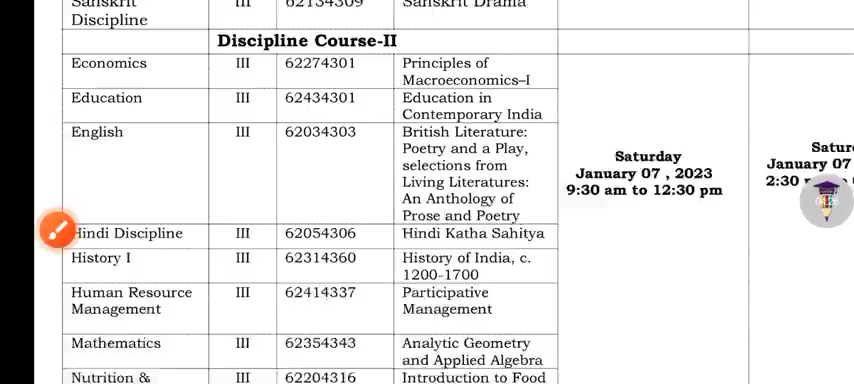 Sanskrit III 62134309 Sanskrit Drama
Discipline
Discipline Course-II
Economics III 62274301 Principles of
Macroeconomics–I
Education III 62434301 Education in
Contemporary India
English III 62034303 British Literature:
Poetry and a Play,
selections from
Living Literatures:
An Anthology of
Prose and Poetry
Saturday
January 07 , 2023
9:30 am to 12:30 pm
January 07
2:30
04:26
Hindi Discipline III 62054306 Hindi Katha Sahitya
History I III 62314360 History of India, c.
1200-1700
Human Resource III 62414337 Participative
Management Management
Mathematics III 62354343 Analytic Geometry
and Applied Algebra
Nutrition & III 62204316 Introduction to Food